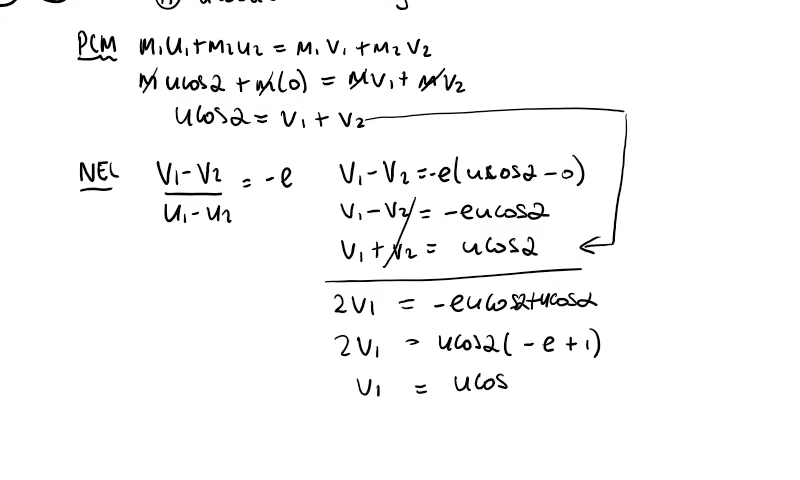 PCM m₁u₁ + m₂u₂ = m₁v₁ + m₂v₂
m ucosα + m(0) = mv₁ + mv₂
ucosα = v₁ + v₂
NEL (v₁ - v₂)/(u₁ - u₂) = -e
v₁ - v₂ = -e(ucosα - 0)
v₁ - v₂ = -eucosα
v₁ + v₂ = ucosα
2v₁ = -eucosα + ucosα
2v₁ = ucosα(-e + 1)
v₁ = ucos